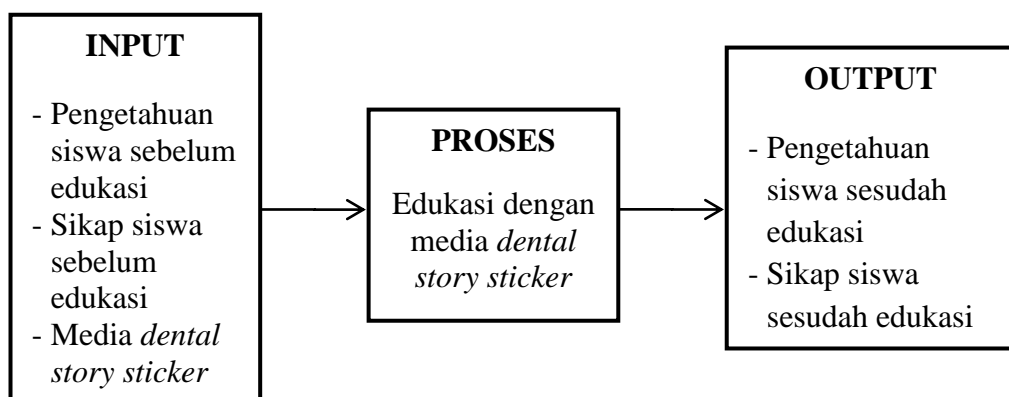 INPUT
- Pengetahuan
siswa sebelum
edukasi
- Sikap siswa
sebelum
edukasi
- Media dental
story sticker
PROSES
Edukasi dengan
media dental
story sticker
OUTPUT
- Pengetahuan
siswa sesudah
edukasi
- Sikap siswa
sesudah edukasi